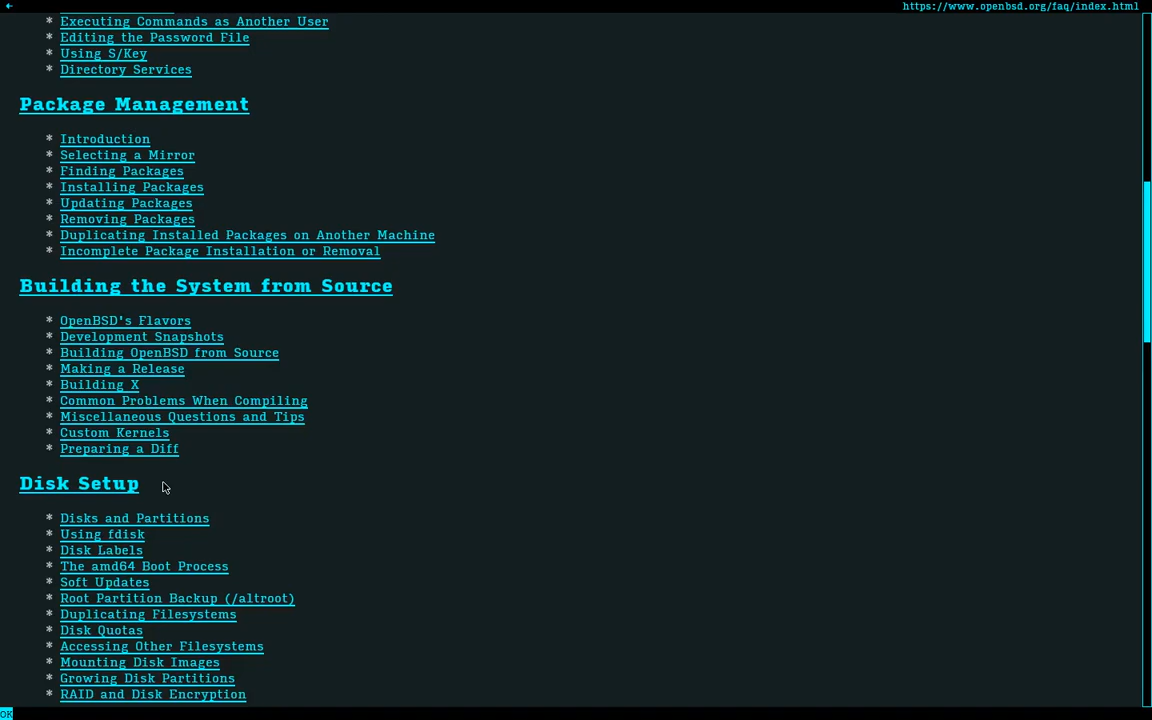 ← https://www.openbsd.org/faq/index.html
* Executing Commands as Another User
* Editing the Password File
* Using S/Key
* Directory Services
Package Management
* Introduction
* Selecting a Mirror
* Finding Packages
* Installing Packages
* Updating Packages
* Removing Packages
* Duplicating Installed Packages on Another Machine
* Incomplete Package Installation or Removal
Building the System from Source
* OpenBSD's Flavors
* Development Snapshots
* Building OpenBSD from Source
* Making a Release
* Building X
* Common Problems When Compiling
* Miscellaneous Questions and Tips
* Custom Kernels
* Preparing a Diff
Disk Setup
* Disks and Partitions
* Using fdisk
* Disk Labels
* The amd64 Boot Process
* Soft Updates
* Root Partition Backup (/altroot)
* Duplicating Filesystems
* Disk Quotas
* Accessing Other Filesystems
* Mounting Disk Images
* Growing Disk Partitions
* RAID and Disk Encryption
OK